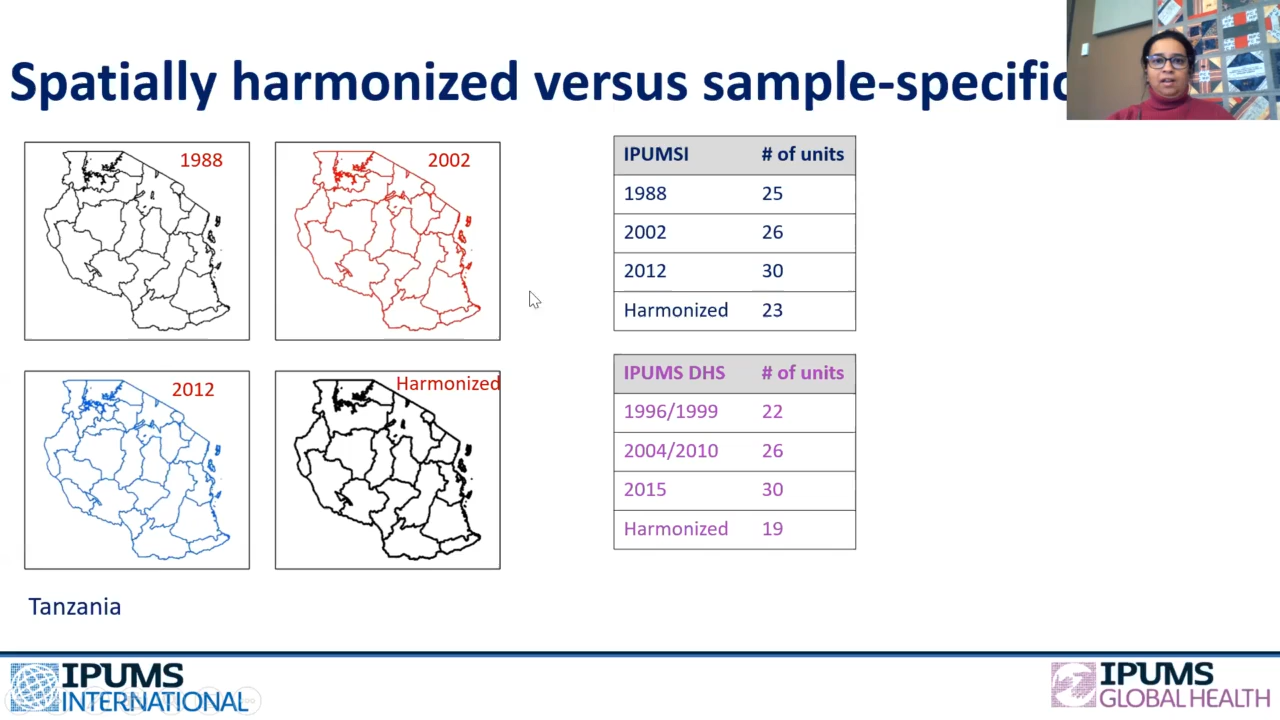 Spatially harmonized versus sample-specific
1988
2002
2012
Harmonized
Tanzania
IPUMSI # of units
1988 25
2002 26
2012 30
Harmonized 23
IPUMS DHS # of units
1996/1999 22
2004/2010 26
2015 30
Harmonized 19
IPUMS
INTERNATIONAL
IPUMS
GLOBAL HEALTH